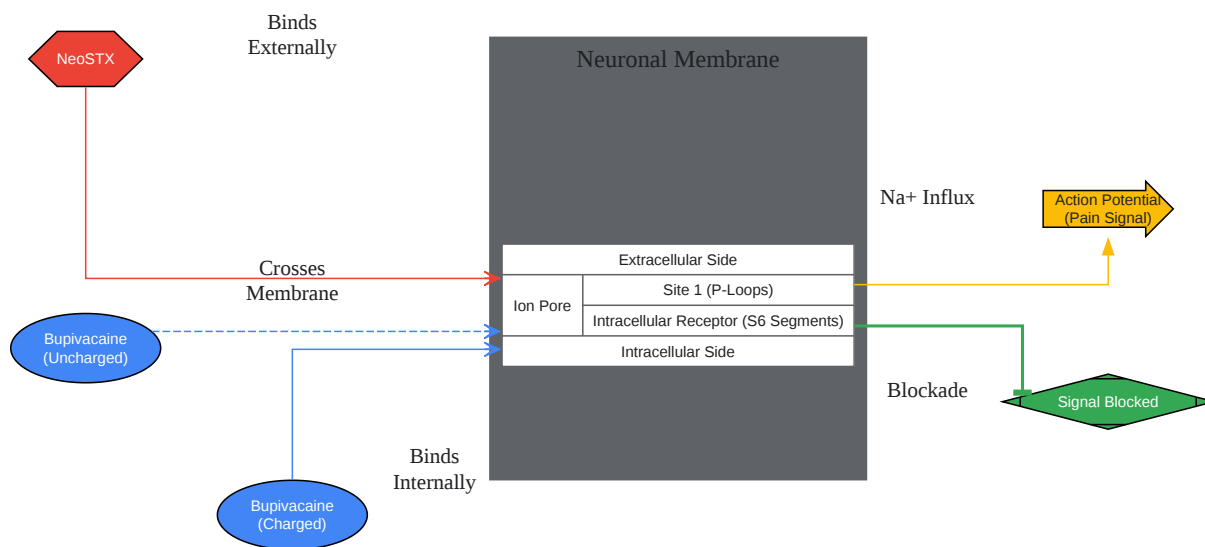 Binds
Externally
NeoSTX
Neuronal Membrane
Na+ Influx
Action Potential
(Pain Signal)
Crosses
Membrane
Extracellular Side
Ion Pore
Site 1 (P-Loops)
Intracellular Receptor (S6 Segments)
Intracellular Side
Bupivacaine
(Uncharged)
Blockade
Signal Blocked
Binds
Internally
Bupivacaine
(Charged)